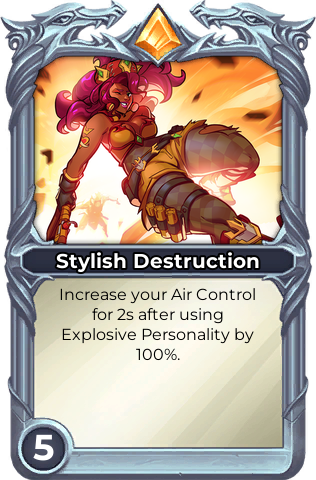 Stylish Destruction
Increase your Air Control
for 2s after using
Explosive Personality by
100%.
5